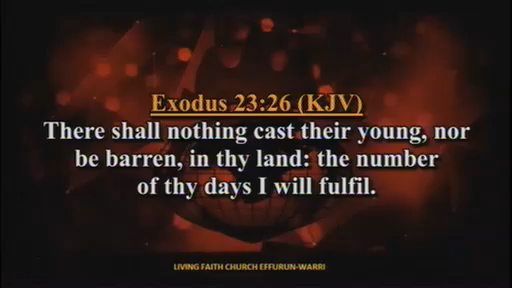 Exodus 23:26 (KJV)
There shall nothing cast their young, nor
be barren, in thy land: the number
of thy days I will fulfil.
LIVING FAITH CHURCH EFFURUN-WARRI